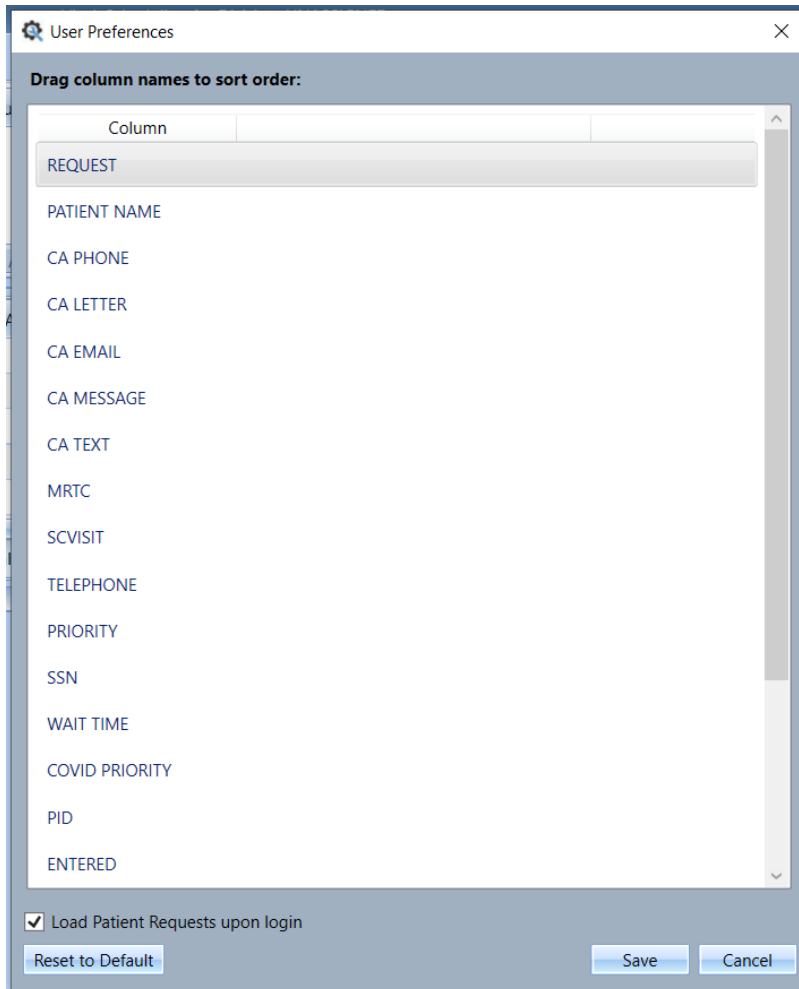 User Preferences
Drag column names to sort order:
Column
REQUEST
PATIENT NAME
CA PHONE
CA LETTER
CA EMAIL
CA MESSAGE
CA TEXT
MRTC
SCVISIT
TELEPHONE
PRIORITY
SSN
WAIT TIME
COVID PRIORITY
PID
ENTERED
Load Patient Requests upon login
Reset to Default Save Cancel